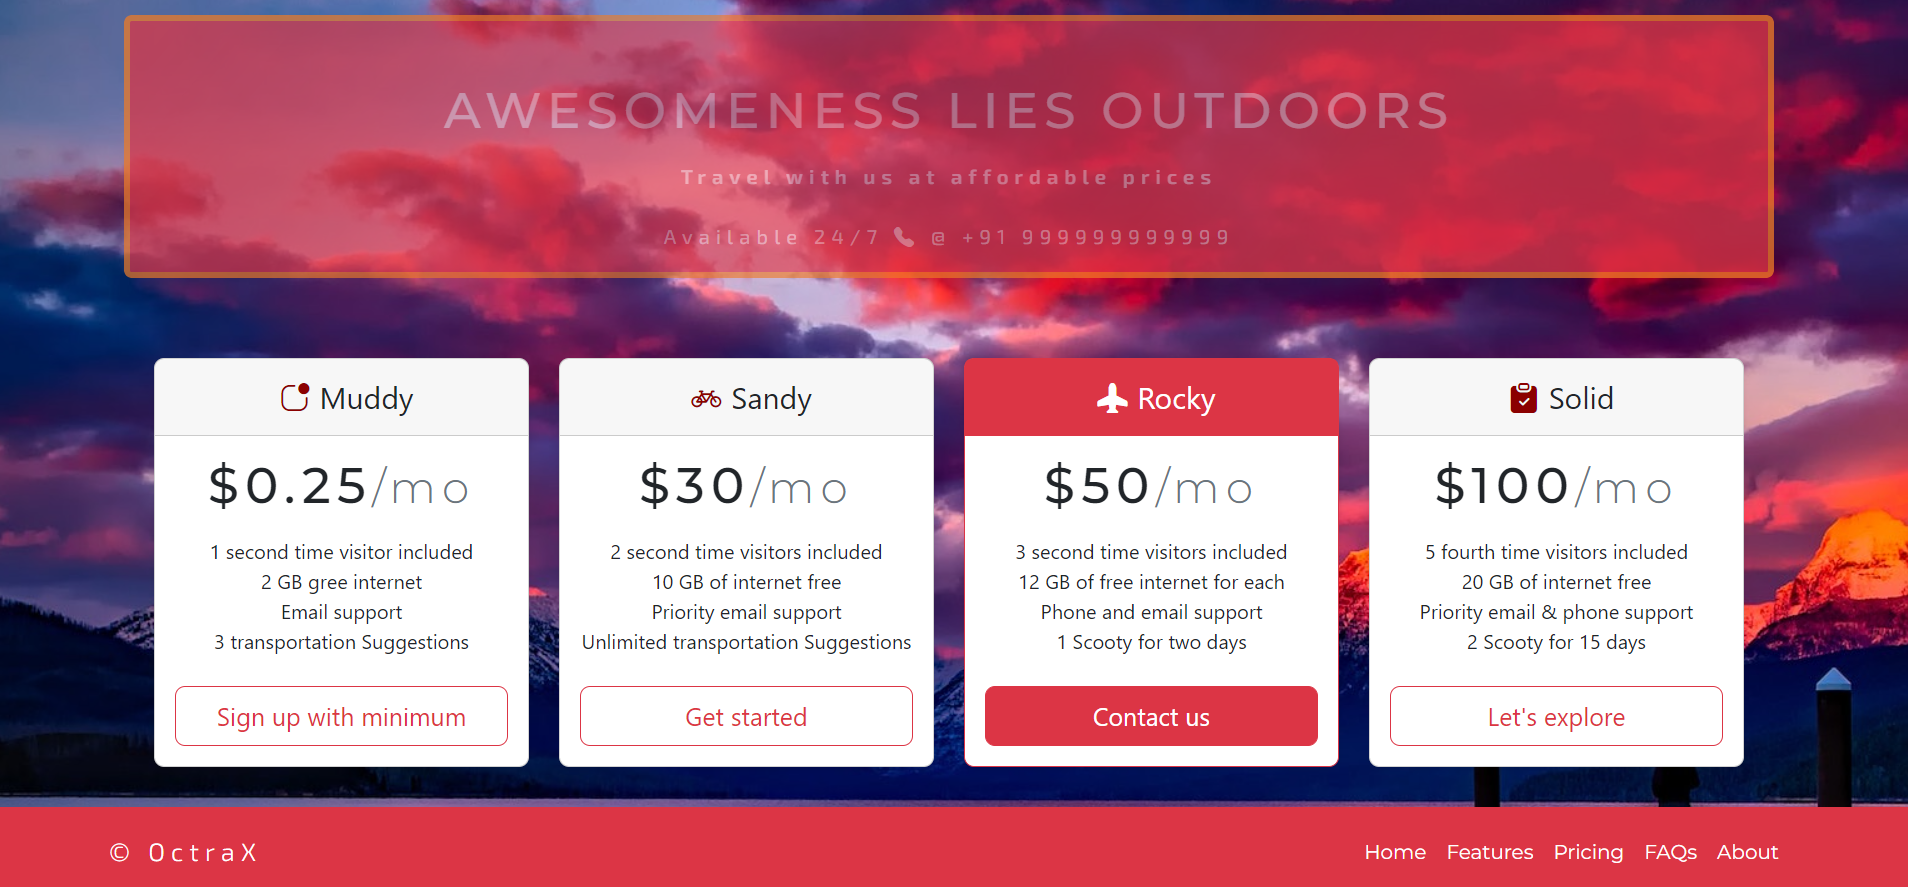 AWESOMENESS LIES OUTDOORS
Travel with us at affordable prices
Available 24/7 @ +91 999999999999
Muddy
$0.25/mo
1 second time visitor included
2 GB gree internet
Email support
3 transportation Suggestions
Sign up with minimum
Sandy
$30/mo
2 second time visitors included
10 GB of internet free
Priority email support
Unlimited transportation Suggestions
Get started
Rocky
$50/mo
3 second time visitors included
12 GB of free internet for each
Phone and email support
1 Scooty for two days
Contact us
Solid
$100/mo
5 fourth time visitors included
20 GB of internet free
Priority email & phone support
2 Scooty for 15 days
Let's explore
© OctraX
Home Features Pricing FAQs About